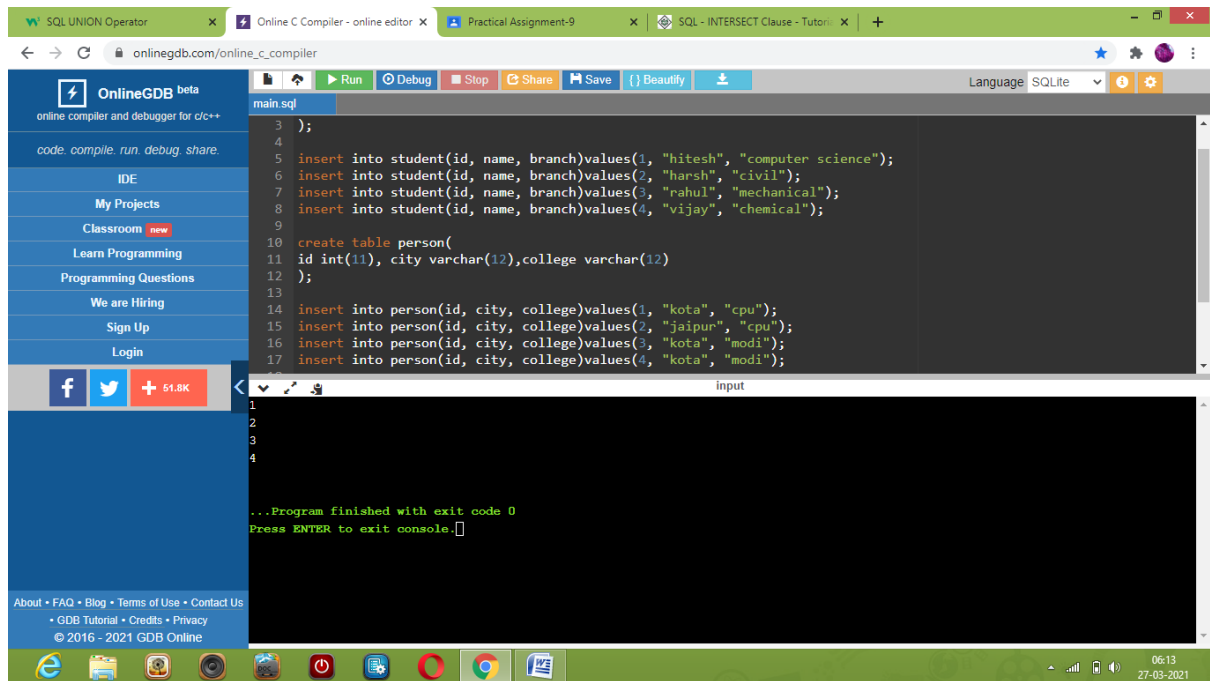 SQL UNION Operator
Online C Compiler - online editor
Practical Assignment-9
SQL - INTERSECT Clause - Tutori
onlinegdb.com/online_c_compiler
OnlineGDB beta
online compiler and debugger for c/c++
code. compile. run. debug. share.
IDE
My Projects
Classroom new
Learn Programming
Programming Questions
We are Hiring
Sign Up
Login
f + 51.8K
About • FAQ • Blog • Terms of Use • Contact Us
• GDB Tutorial • Credits • Privacy
© 2016 - 2021 GDB Online
Run Debug Stop Share Save {} Beautify
Language SQLite
main.sql
3 );
4
5 insert into student(id, name, branch)values(1, "hitesh", "computer science");
6 insert into student(id, name, branch)values(2, "harsh", "civil");
7 insert into student(id, name, branch)values(3, "rahul", "mechanical");
8 insert into student(id, name, branch)values(4, "vijay", "chemical");
9
10 create table person(
11 id int(11), city varchar(12),college varchar(12)
12 );
13
14 insert into person(id, city, college)values(1, "kota", "cpu");
15 insert into person(id, city, college)values(2, "jaipur", "cpu");
16 insert into person(id, city, college)values(3, "kota", "modi");
17 insert into person(id, city, college)values(4, "kota", "modi");
input
1
2
3
4
...Program finished with exit code 0
Press ENTER to exit console.
06:13
27-03-2021